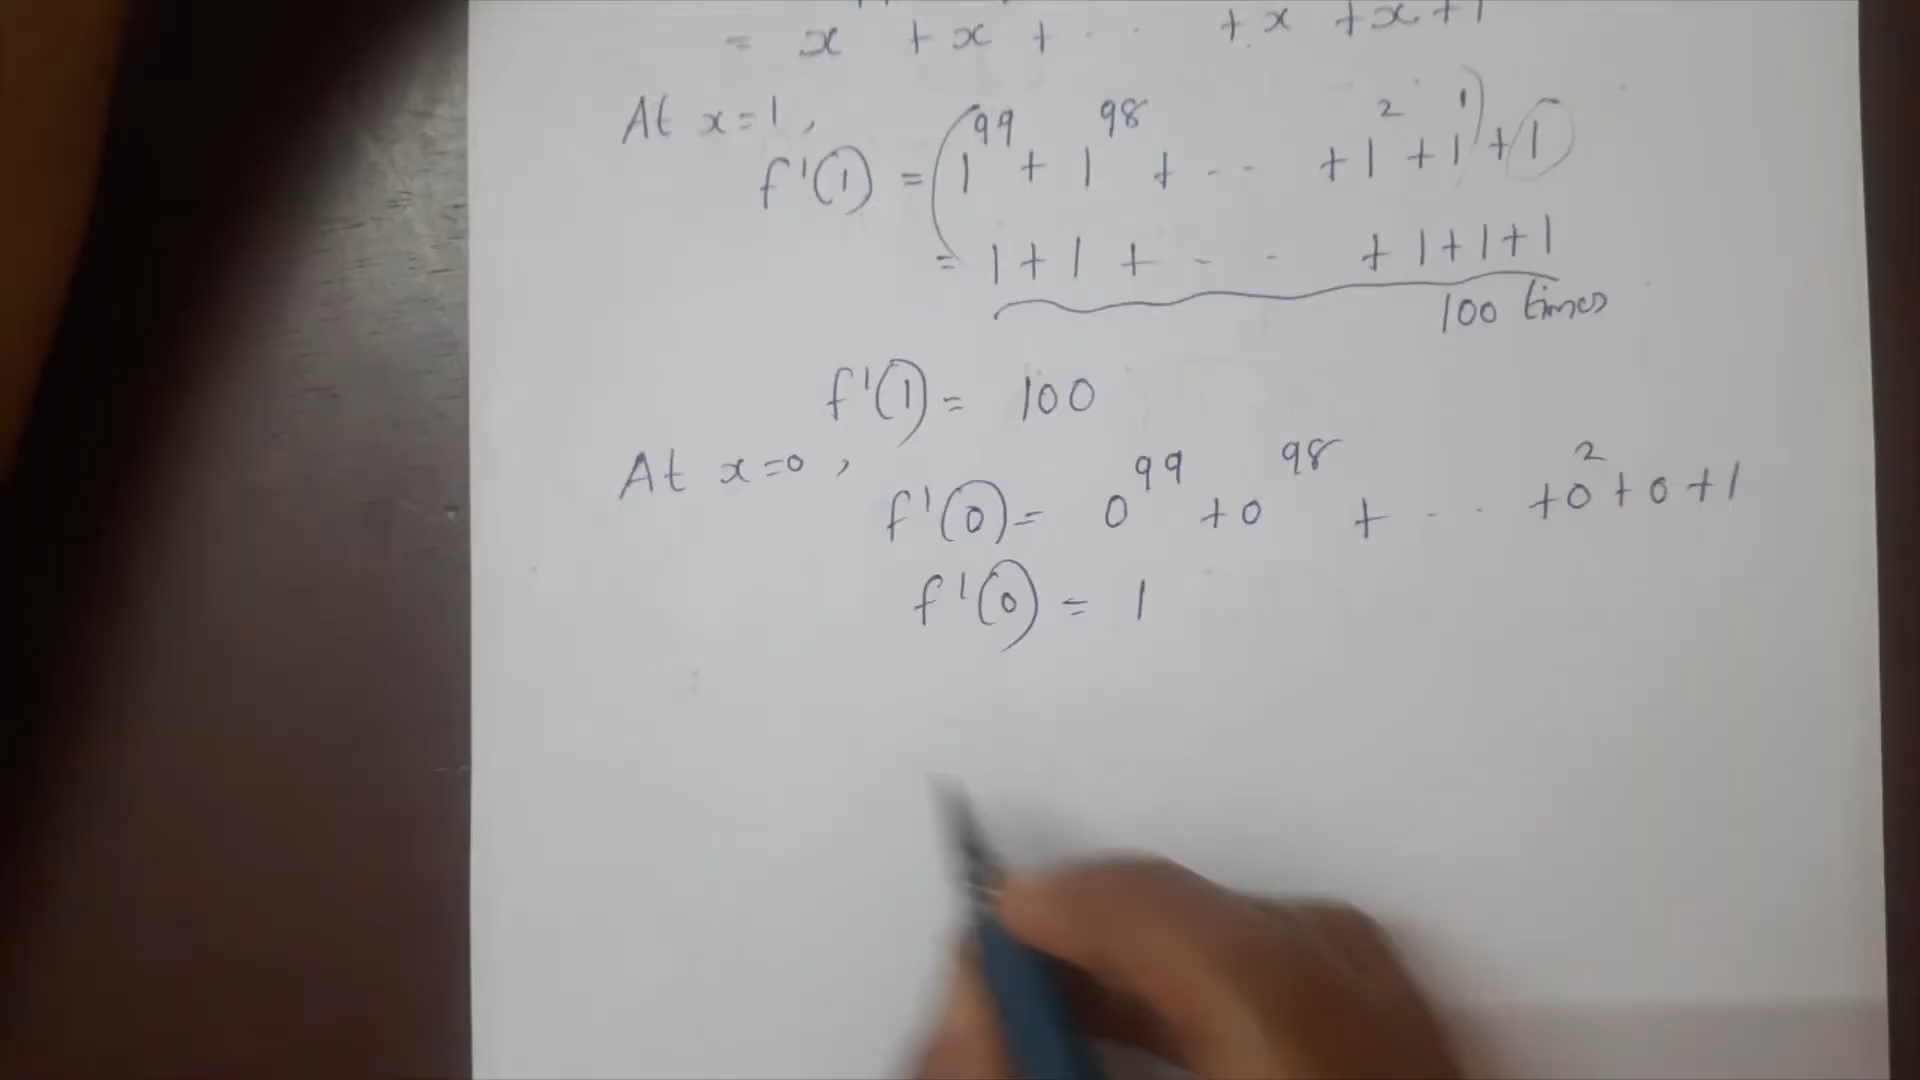 = x + x + . . + x + x + 1
At x=1,
f'(1) = (1^99 + 1^98 + .. + 1^2 + 1^1) + 1
= 1 + 1 + - - + 1 + 1 + 1
100 times
f'(1) = 100
At x=0,
f'(0) = 0^99 + 0^98 + - . + 0^2 + 0 + 1
f'(0) = 1